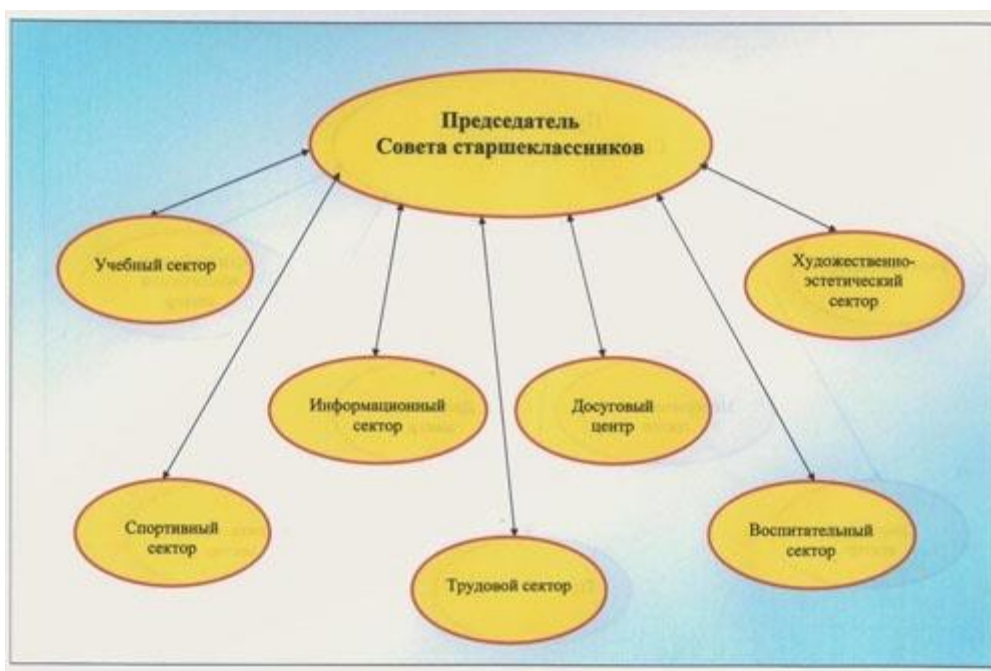 Председатель
Совета старшеклассников
Учебный сектор
Художественно-
эстетический
сектор
Информационный
сектор
Досуговый
центр
Спортивный
сектор
Воспитательный
сектор
Трудовой сектор